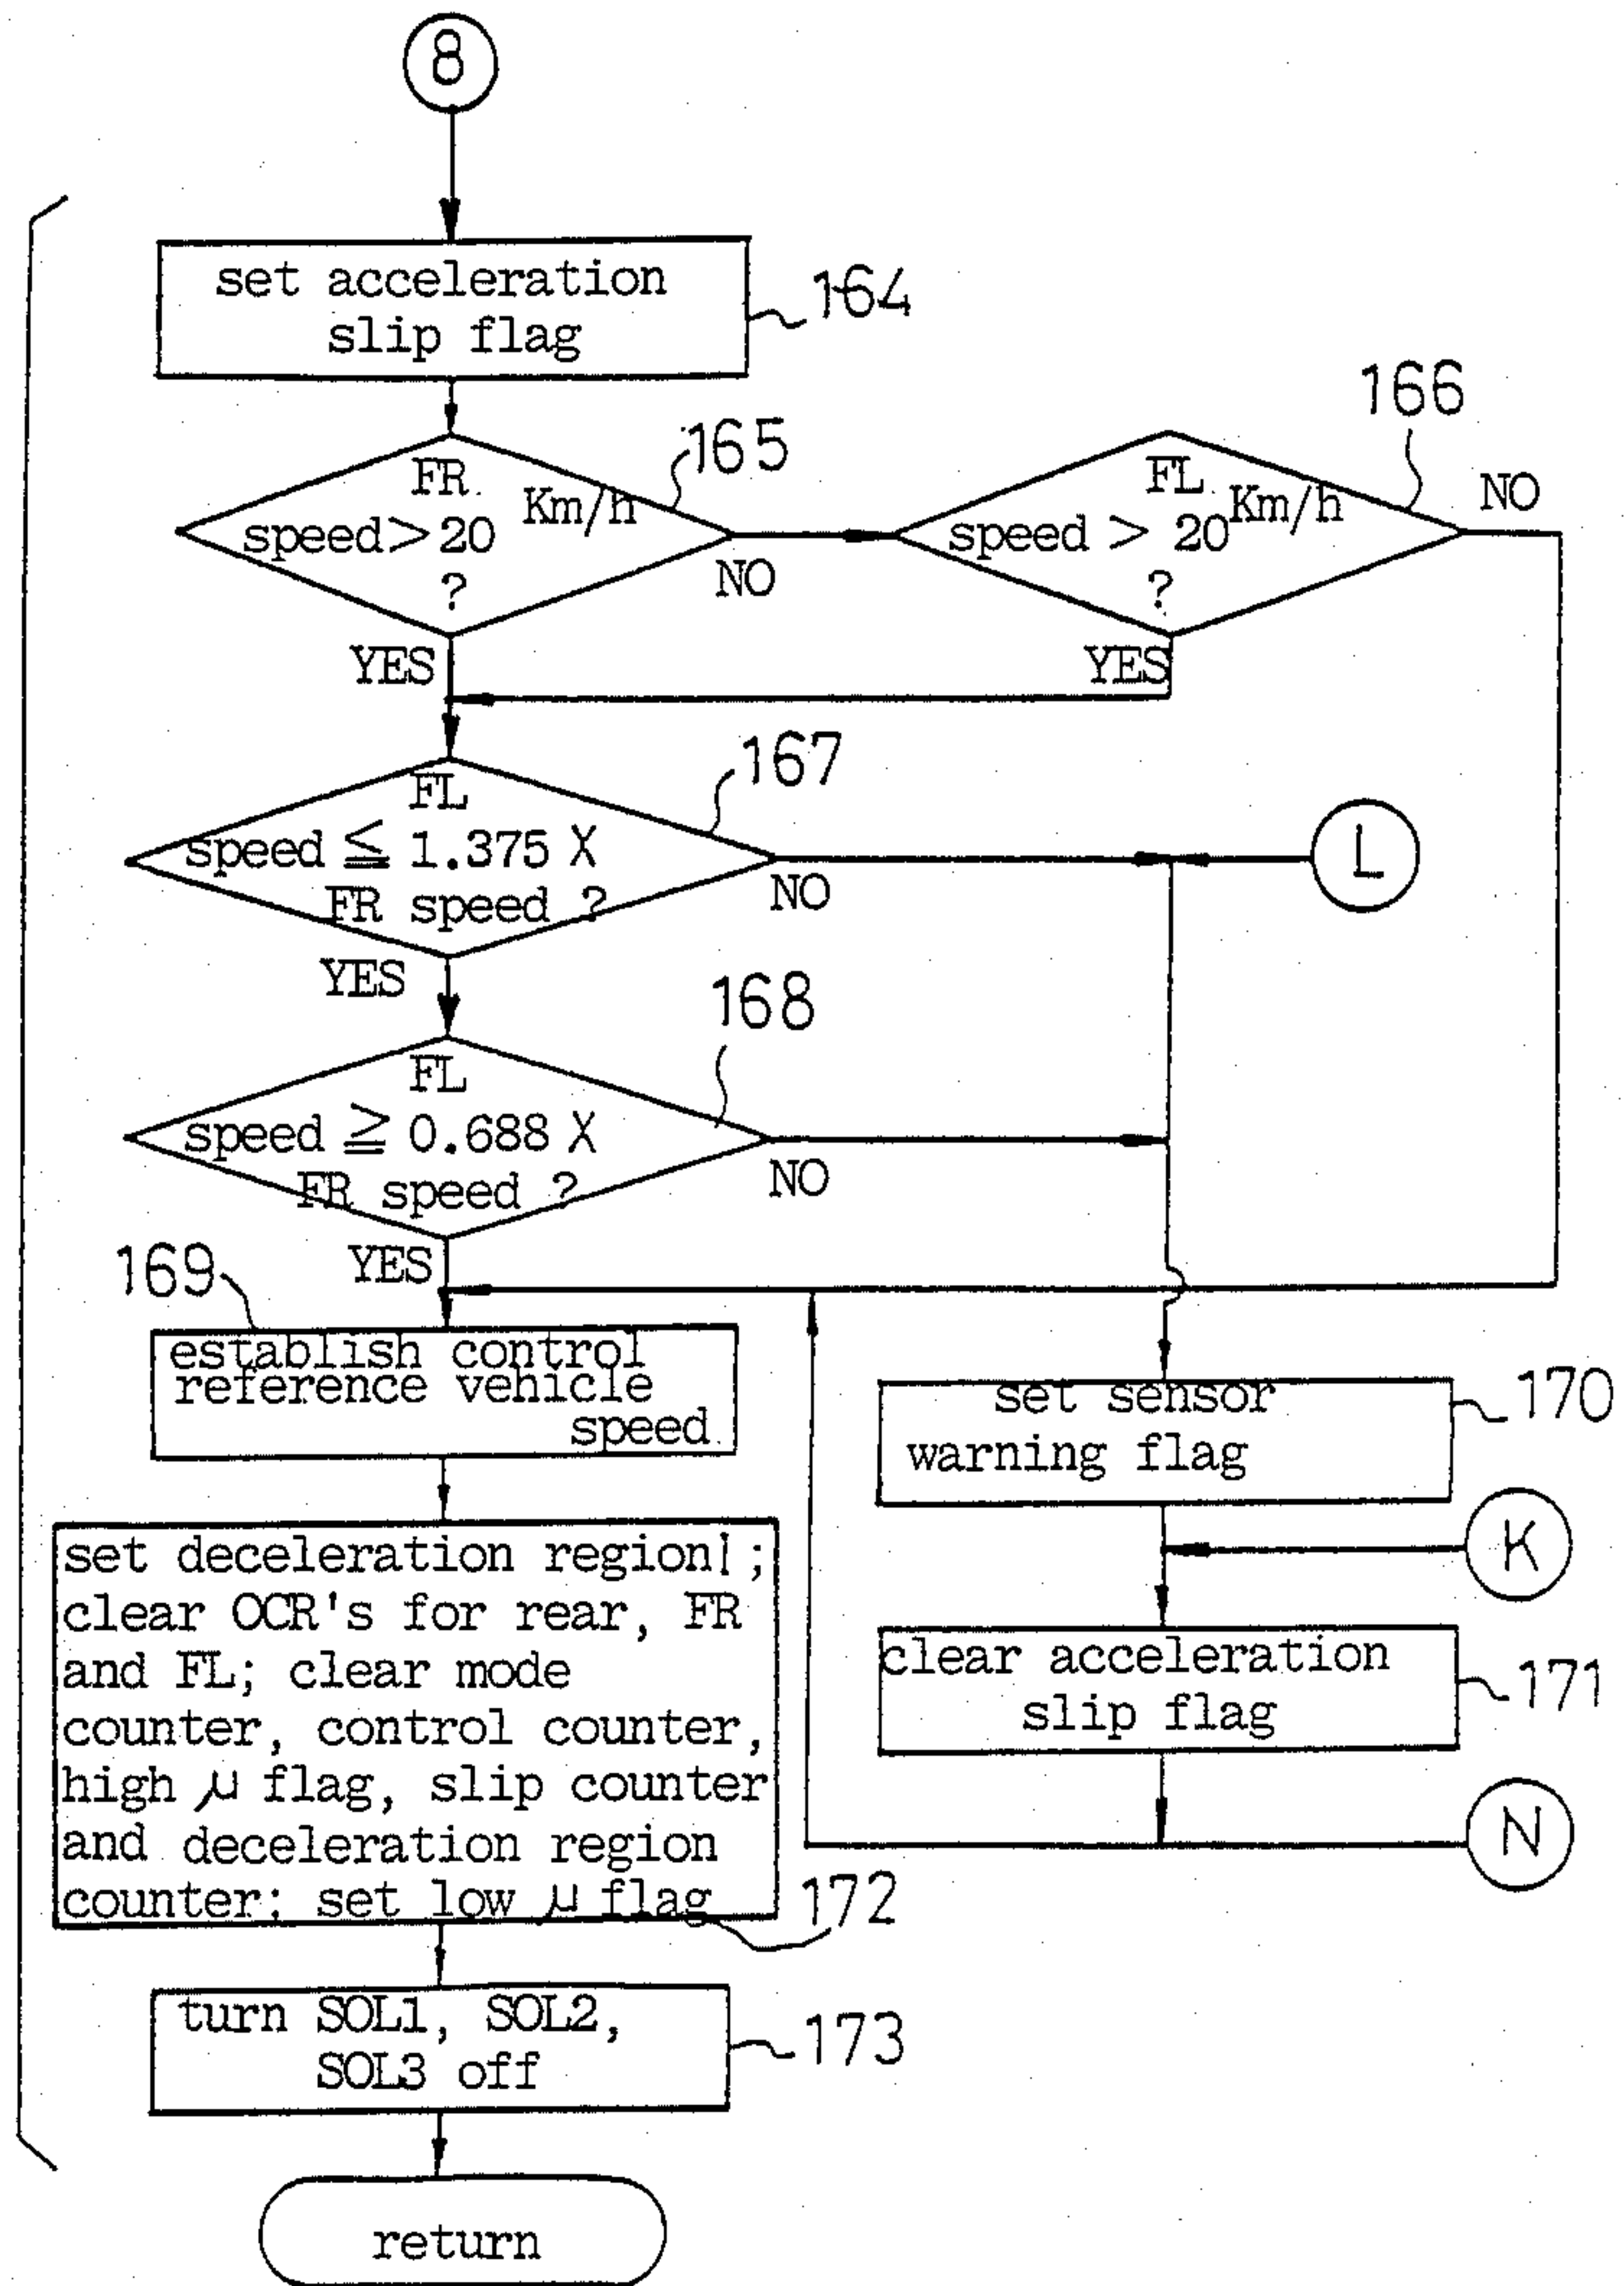 8
set acceleration
slip flag
164
FR
speed>20 Km/h
?
165
NO
YES
FL
speed > 20 Km/h
?
166
NO
YES
FL
speed ≦ 1.375 X
FR speed ?
167
NO
YES
L
FL
speed ≧ 0.688 X
FR speed ?
168
NO
YES
169
establish control
reference vehicle
speed
set sensor
warning flag
170
K
clear acceleration
slip flag
171
N
set deceleration region1;
clear OCR's for rear, FR
and FL; clear mode
counter, control counter,
high μ flag, slip counter
and deceleration region
counter; set low μ flag
172
turn SOL1, SOL2,
SOL3 off
173
return